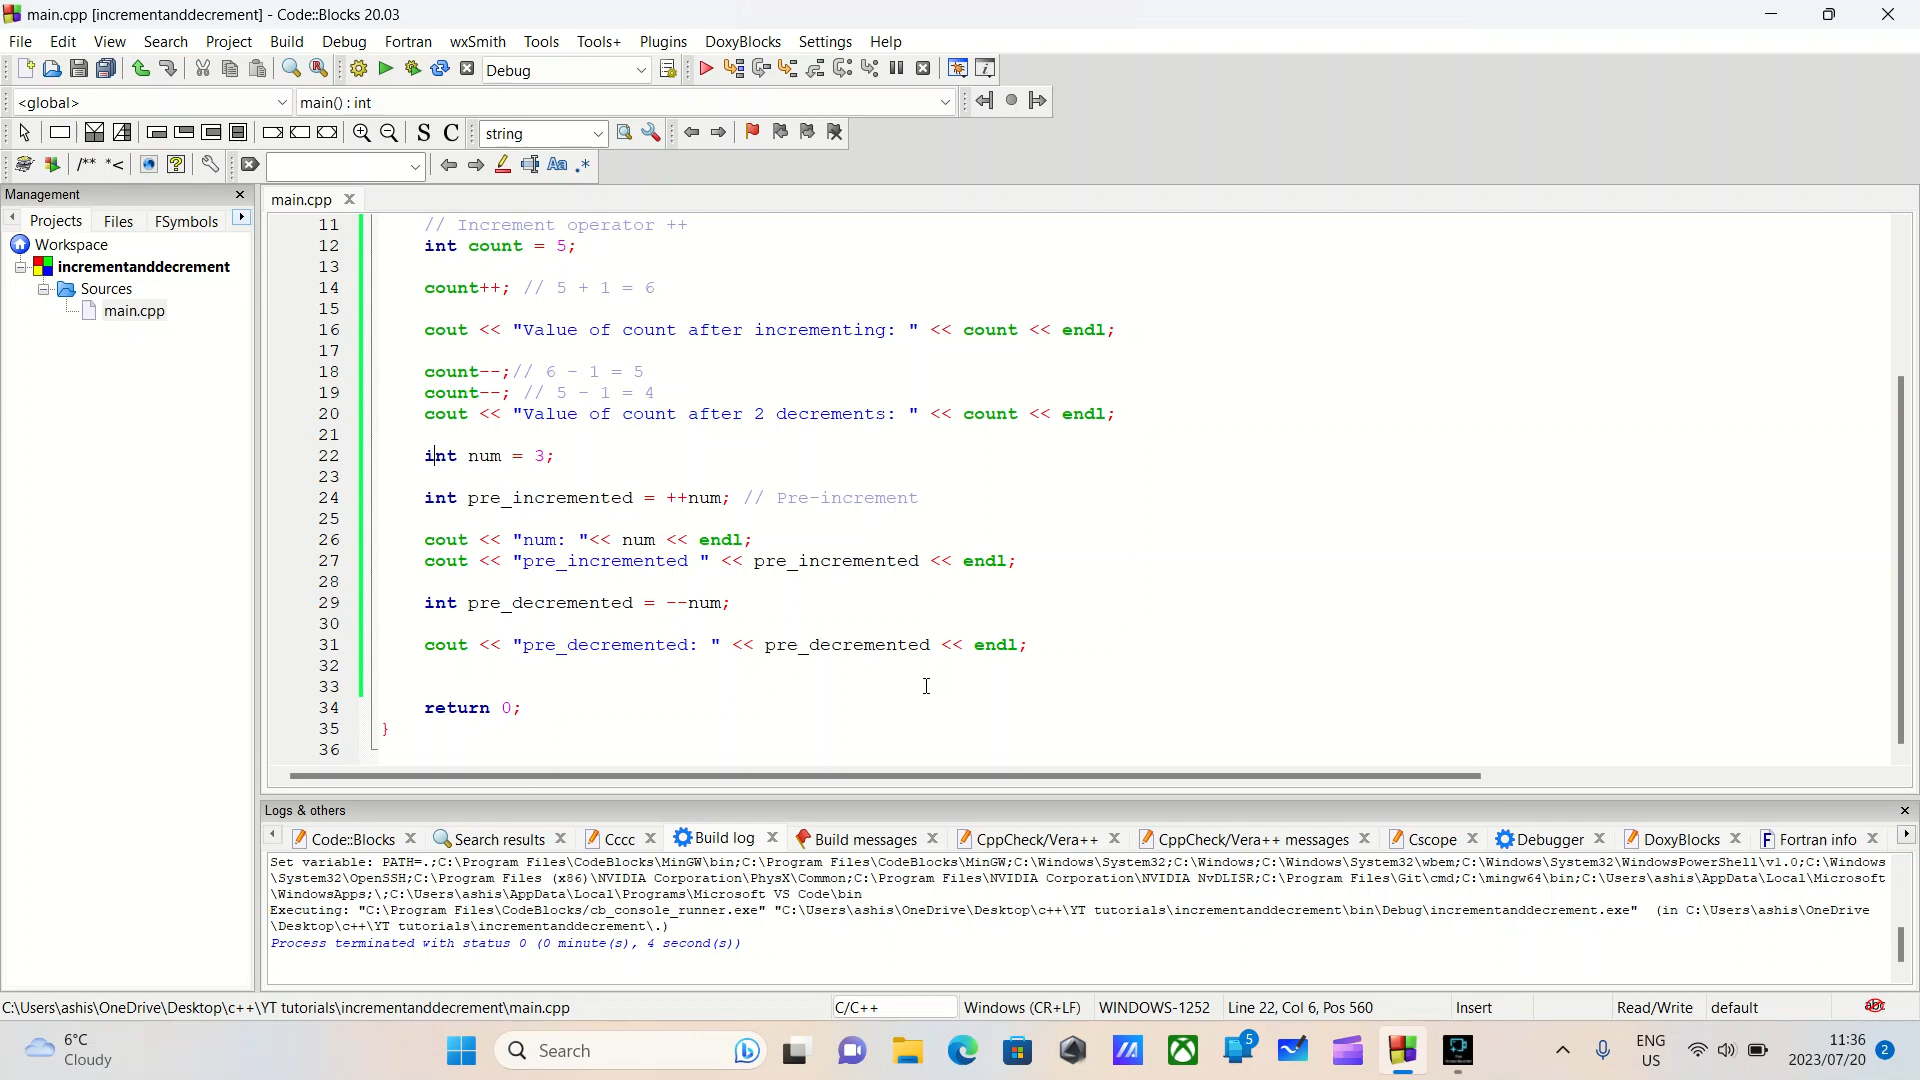 main.cpp [incrementanddecrement] - Code::Blocks 20.03
File Edit View Search Project Build Debug Fortran wxSmith Tools Tools+ Plugins DoxyBlocks Settings Help
Debug
<global> main() : int
S C string
/** *< Aa .*
Management
Projects Files FSymbols
Workspace
incrementanddecrement
Sources
main.cpp
main.cpp
11 // Increment operator ++
12 int count = 5;
13
14 count++; // 5 + 1 = 6
15
16 cout << "Value of count after incrementing: " << count << endl;
17
18 count--;// 6 - 1 = 5
19 count--; // 5 - 1 = 4
20 cout << "Value of count after 2 decrements: " << count << endl;
21
22 int num = 3;
23
24 int pre_incremented = ++num; // Pre-increment
25
26 cout << "num: "<< num << endl;
27 cout << "pre_incremented " << pre_incremented << endl;
28
29 int pre_decremented = --num;
30
31 cout << "pre_decremented: " << pre_decremented << endl;
32
33
34 return 0;
35 }
36
Logs & others
Code::Blocks Search results Cccc Build log Build messages CppCheck/Vera++ CppCheck/Vera++ messages Cscope Debugger DoxyBlocks Fortran info
Set variable: PATH=.;C:\Program Files\CodeBlocks\MinGW\bin;C:\Program Files\CodeBlocks\MinGW;C:\Windows\System32;C:\Windows;C:\Windows\System32\wbem;C:\Windows\System32\WindowsPowerShell\v1.0;C:\Windows
\System32\OpenSSH;C:\Program Files (x86)\NVIDIA Corporation\PhysX\Common;C:\Program Files\NVIDIA Corporation\NVIDIA NvDLISR;C:\Program Files\Git\cmd;C:\mingw64\bin;C:\Users\ashis\AppData\Local\Microsoft
\WindowsApps;\;C:\Users\ashis\AppData\Local\Programs\Microsoft VS Code\bin
Executing: "C:\Program Files\CodeBlocks/cb_console_runner.exe" "C:\Users\ashis\OneDrive\Desktop\c++\YT tutorials\incrementanddecrement\bin\Debug\incrementanddecrement.exe" (in C:\Users\ashis\OneDrive
\Desktop\c++\YT tutorials\incrementanddecrement\.)
Process terminated with status 0 (0 minute(s), 4 second(s))
C:\Users\ashis\OneDrive\Desktop\c++\YT tutorials\incrementanddecrement\main.cpp C/C++ Windows (CR+LF) WINDOWS-1252 Line 22, Col 6, Pos 560 Insert Read/Write default abc
6°C
Cloudy
Search
5
ENG
US
11:36
2023/07/20
2